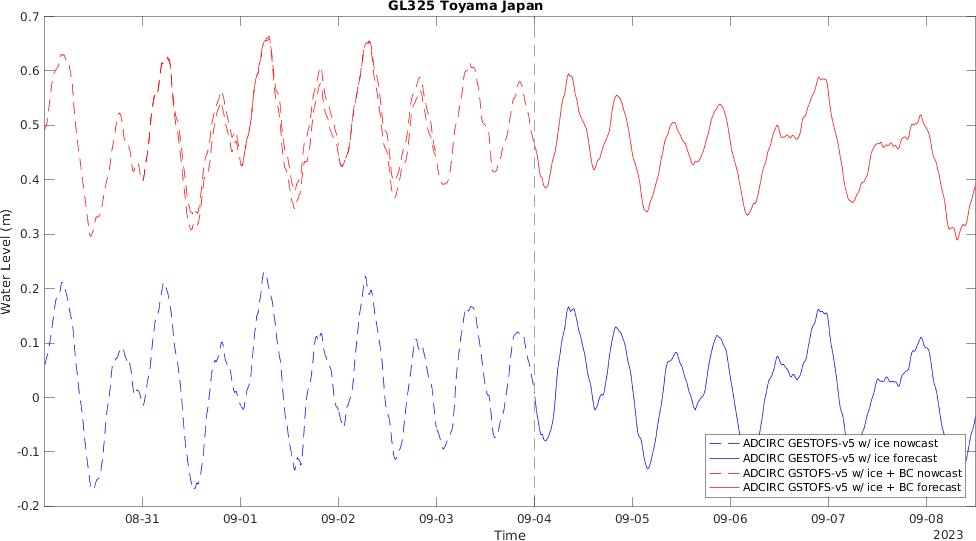 GL325 Toyama Japan
0.7
0.6
0.5
0.4
0.3
0.2
0.1
0
-0.1
-0.2
Water Level (m)
ADCIRC GESTOFS-v5 w/ ice nowcast
ADCIRC GESTOFS-v5 w/ ice forecast
ADCIRC GSTOFS-v5 w/ ice + BC nowcast
ADCIRC GSTOFS-v5 w/ ice + BC forecast
08-31 09-01 09-02 09-03 09-04 09-05 09-06 09-07 09-08
Time
2023